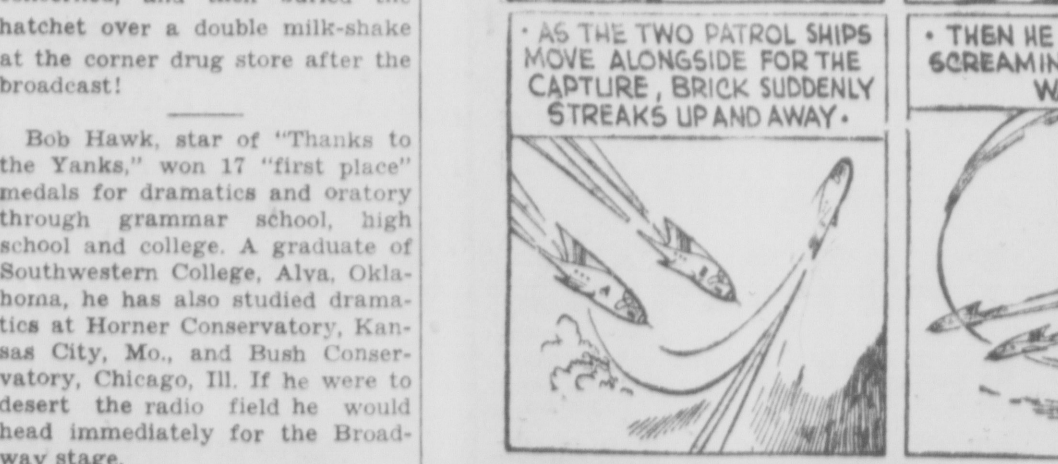 concerned, and then buried the
hatchet over a double milk-shake
at the corner drug store after the
broadcast!
Bob Hawk, star of "Thanks to
the Yanks," won 17 "first place"
medals for dramatics and oratory
through grammar school, high
school and college. A graduate of
Southwestern College, Alva, Okla-
homa, he has also studied drama-
tics at Horner Conservatory, Kan-
sas City, Mo., and Bush Conser-
vatory, Chicago, Ill. If he were to
desert the radio field he would
head immediately for the Broad-
way stage.
• AS THE TWO PATROL SHIPS
MOVE ALONGSIDE FOR THE
CAPTURE, BRICK SUDDENLY
STREAKS UP AND AWAY •
• THEN HE
SCREAMIN
W